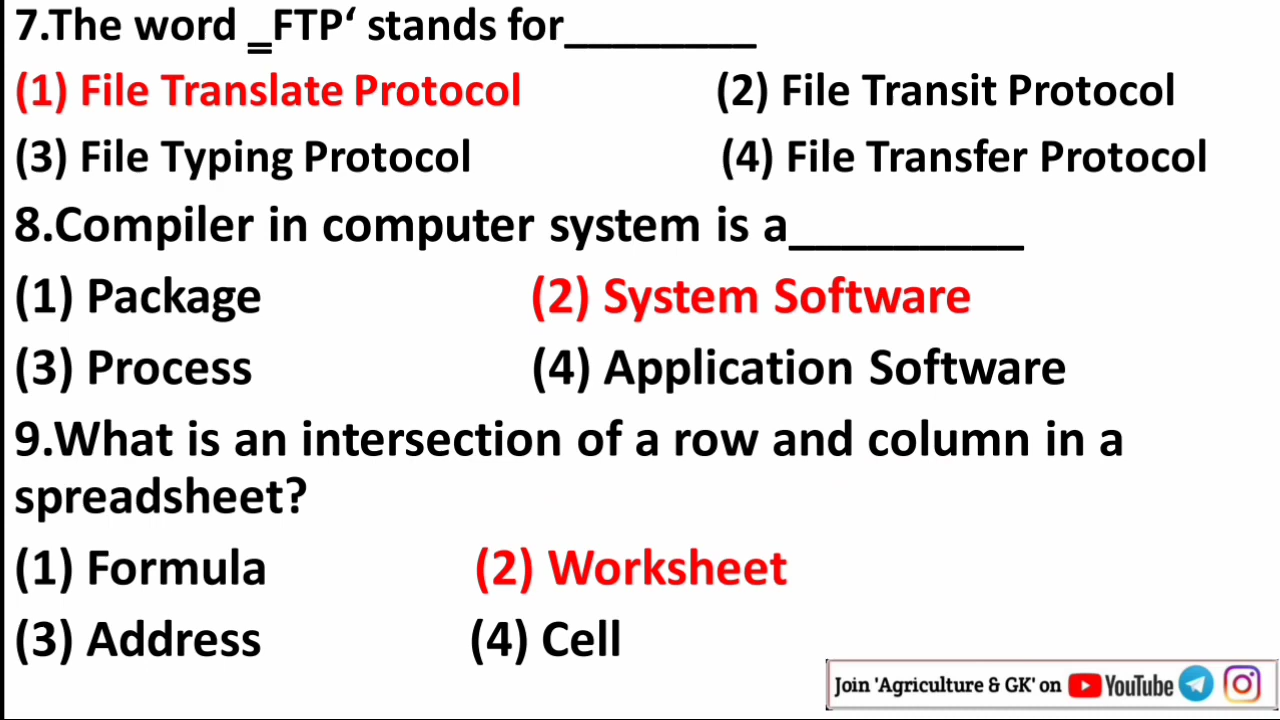 7.The word ‗FTP‘ stands for________
(1) File Translate Protocol (2) File Transit Protocol
(3) File Typing Protocol (4) File Transfer Protocol
8.Compiler in computer system is a_________
(1) Package (2) System Software
(3) Process (4) Application Software
9.What is an intersection of a row and column in a
spreadsheet?
(1) Formula (2) Worksheet
(3) Address (4) Cell
Join 'Agriculture & GK' on YouTube